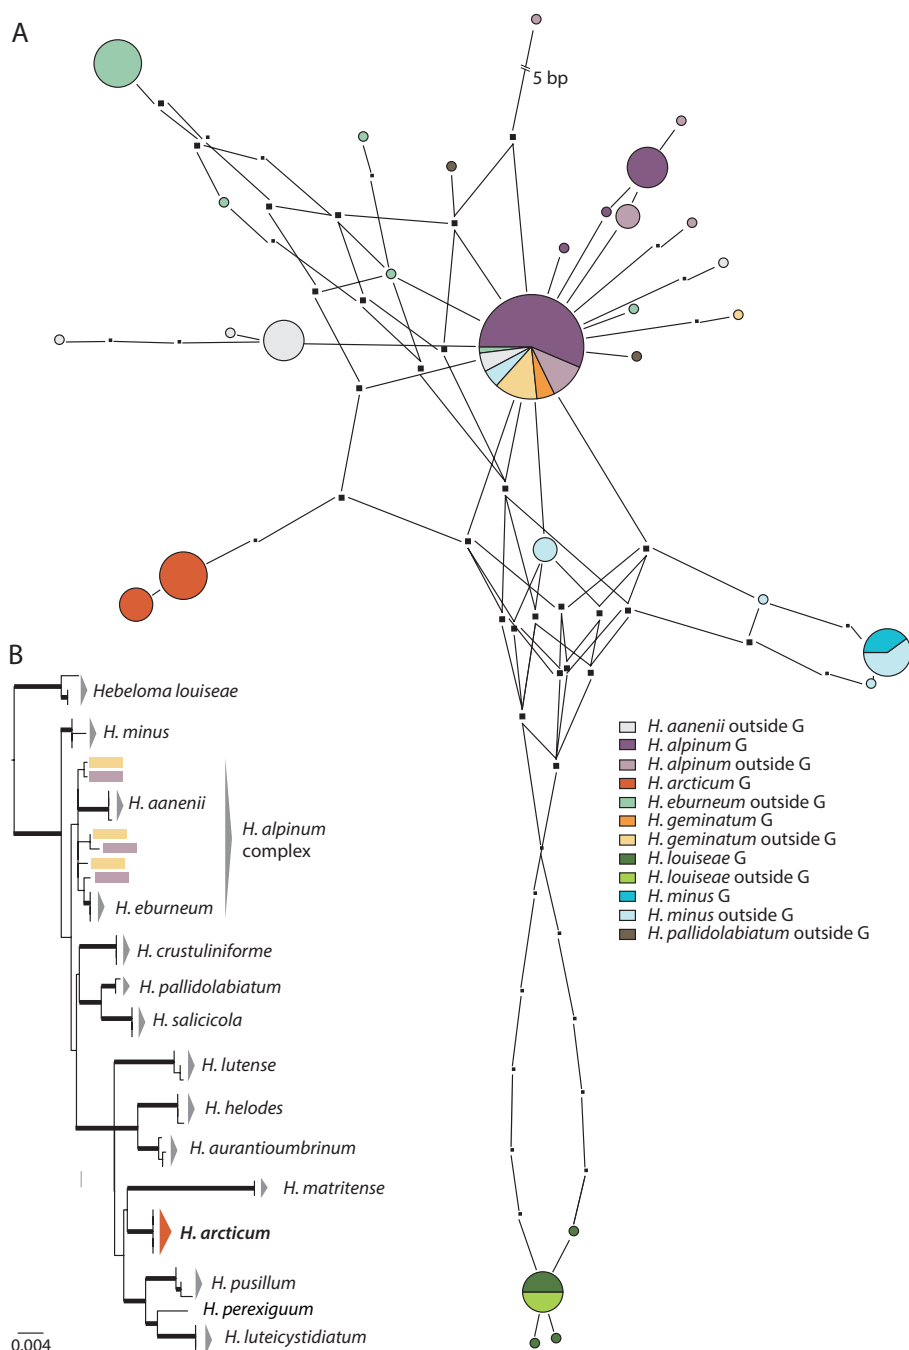 A
5 bp
H. aanenii outside G
H. alpinum G
H. alpinum outside G
H. arcticum G
H. eburneum outside G
H. geminatum G
H. geminatum outside G
H. louiseae G
H. louiseae outside G
H. minus G
H. minus outside G
H. pallidolabiatum outside G
B
Hebeloma louiseae
H. minus
H. aanenii
H. alpinum
complex
H. eburneum
H. crustuliniforme
H. pallidolabiatum
H. salicicola
H. lutense
H. helodes
H. aurantioumbrinum
H. matritense
H. arcticum
H. pusillum
H. perexiguum
H. luteicystidiatum
0.004